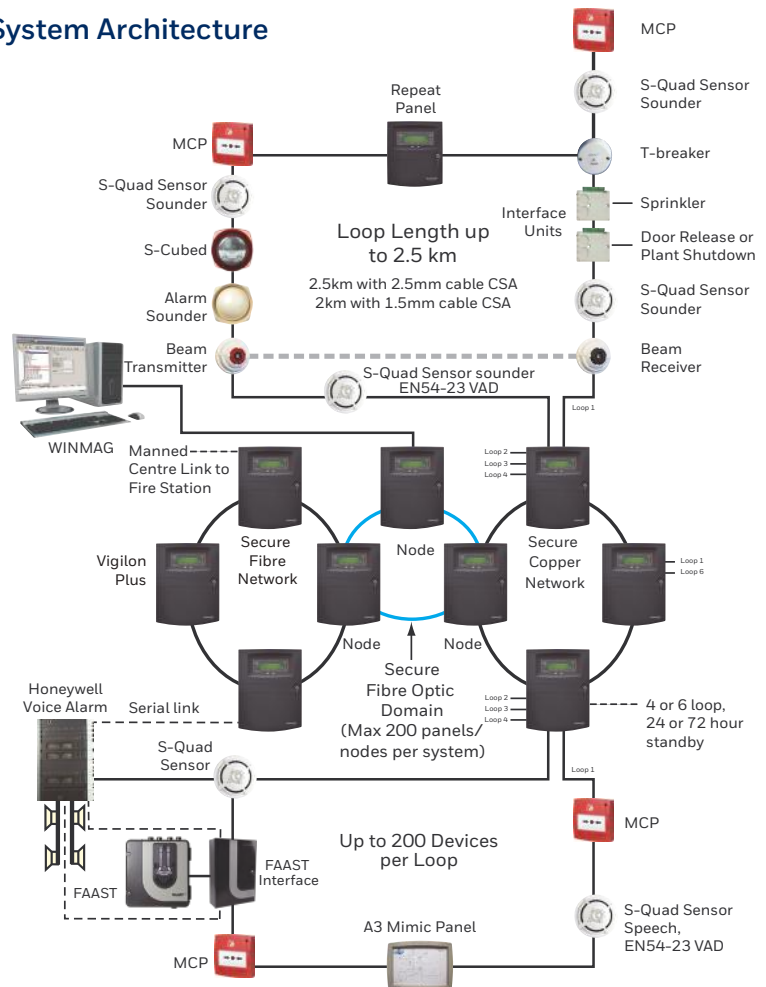 System Architecture
MCP
S-Quad Sensor
Sounder
Repeat
Panel
MCP
T-breaker
S-Quad Sensor
Sounder
Interface
Units
Sprinkler
Loop Length up
to 2.5 km
S-Cubed
Door Release or
Plant Shutdown
2.5km with 2.5mm cable CSA
2km with 1.5mm cable CSA
Alarm
Sounder
S-Quad Sensor
Sounder
Beam
Transmitter
Beam
Receiver
S-Quad Sensor sounder
EN54-23 VAD
Loop 1
WINMAG
Manned
Centre Link to
Fire Station
Loop 2
Loop 3
Loop 4
Vigilon
Plus
Secure
Fibre
Network
Node
Secure
Copper
Network
Loop 1
Loop 6
Node
Node
Secure
Fibre Optic
Domain
(Max 200 panels/
nodes per system)
Honeywell
Voice Alarm
Serial link
Loop 2
Loop 3
Loop 4
4 or 6 loop,
24 or 72 hour
standby
S-Quad
Sensor
Loop 1
MCP
Up to 200 Devices
per Loop
FAAST
FAAST
Interface
A3 Mimic Panel
S-Quad Sensor
Speech,
EN54-23 VAD
MCP